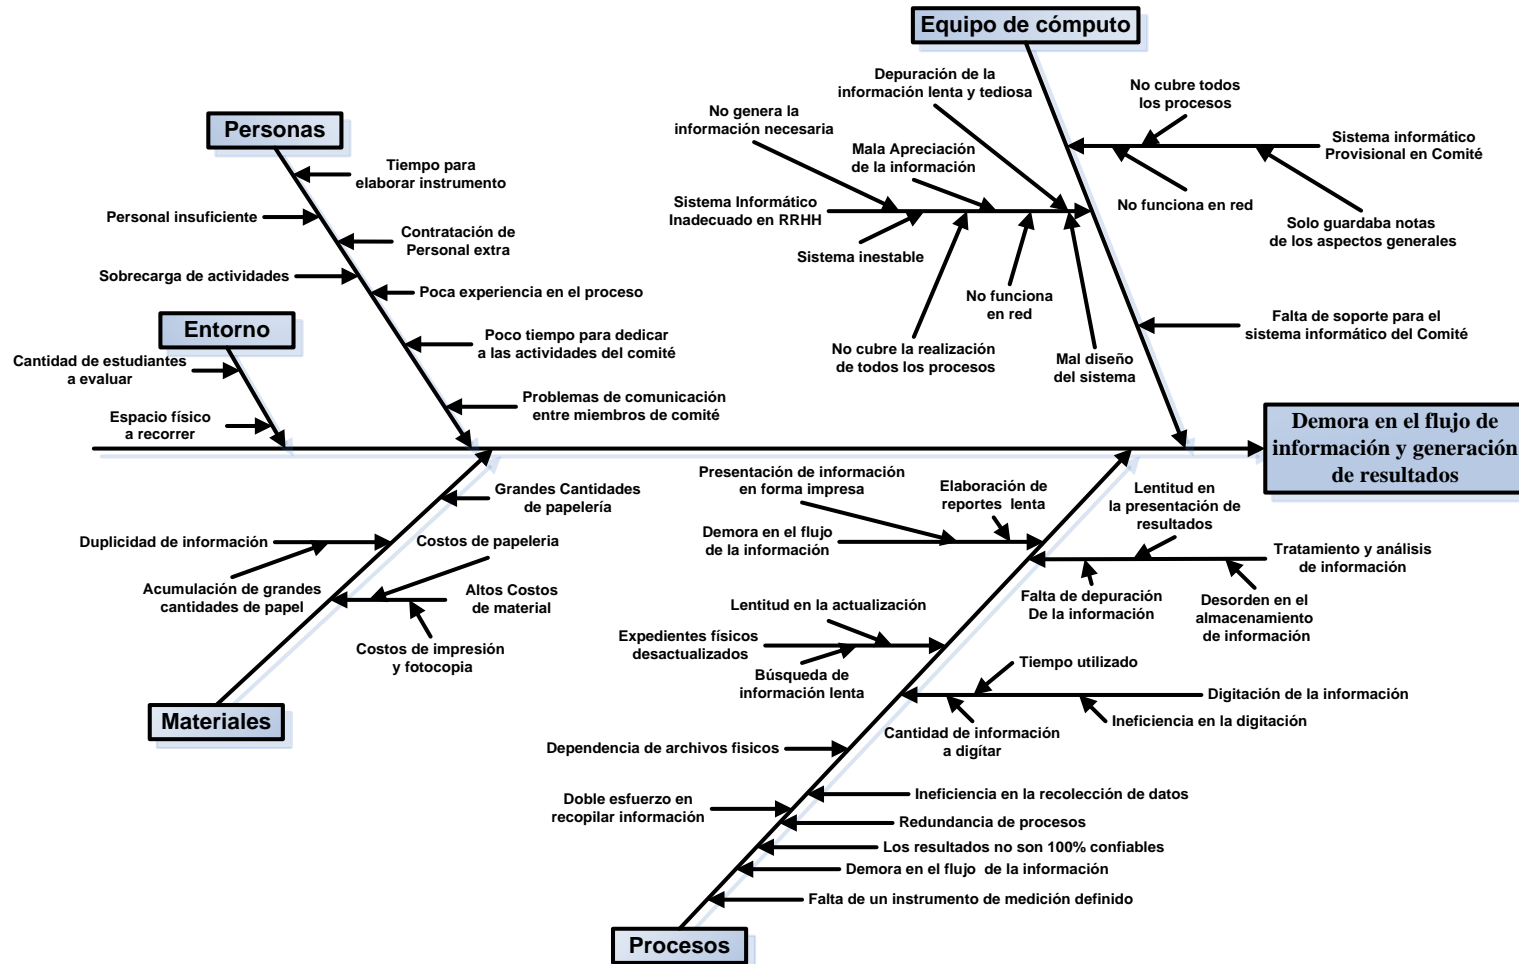 Equipo de cómputo
Depuración de la
información lenta y tediosa
No cubre todos
los procesos
No genera la
información necesaria
Personas
Mala Apreciación
de la información
Sistema informático
Provisional en Comité
Tiempo para
elaborar instrumento
Sistema Informático
Inadecuado en RRHH
No funciona en red
Personal insuficiente
Solo guardaba notas
de los aspectos generales
Contratación de
Personal extra
Sistema inestable
Sobrecarga de actividades
Poca experiencia en el proceso
No funciona
en red
Entorno
Falta de soporte para el
sistema informático del Comité
Poco tiempo para dedicar
a las actividades del comité
No cubre la realización
de todos los procesos
Mal diseño
del sistema
Cantidad de estudiantes
a evaluar
Problemas de comunicación
entre miembros de comité
Espacio físico
a recorrer
Demora en el flujo de
información y generación
de resultados
Presentación de información
en forma impresa
Elaboración de
reportes lenta
Lentitud en
la presentación de
resultados
Grandes Cantidades
de papelería
Demora en el flujo
de la información
Duplicidad de información
Costos de papeleria
Tratamiento y análisis
de información
Acumulación de grandes
cantidades de papel
Altos Costos
de material
Falta de depuración
De la información
Desorden en el
almacenamiento
de información
Lentitud en la actualización
Costos de impresión
y fotocopia
Expedientes físicos
desactualizados
Búsqueda de
información lenta
Tiempo utilizado
Digitación de la información
Materiales
Ineficiencia en la digitación
Cantidad de información
a digítar
Dependencia de archivos fisicos
Ineficiencia en la recolección de datos
Doble esfuerzo en
recopilar información
Redundancia de procesos
Los resultados no son 100% confiables
Demora en el flujo  de la información
Falta de un instrumento de medición definido
Procesos